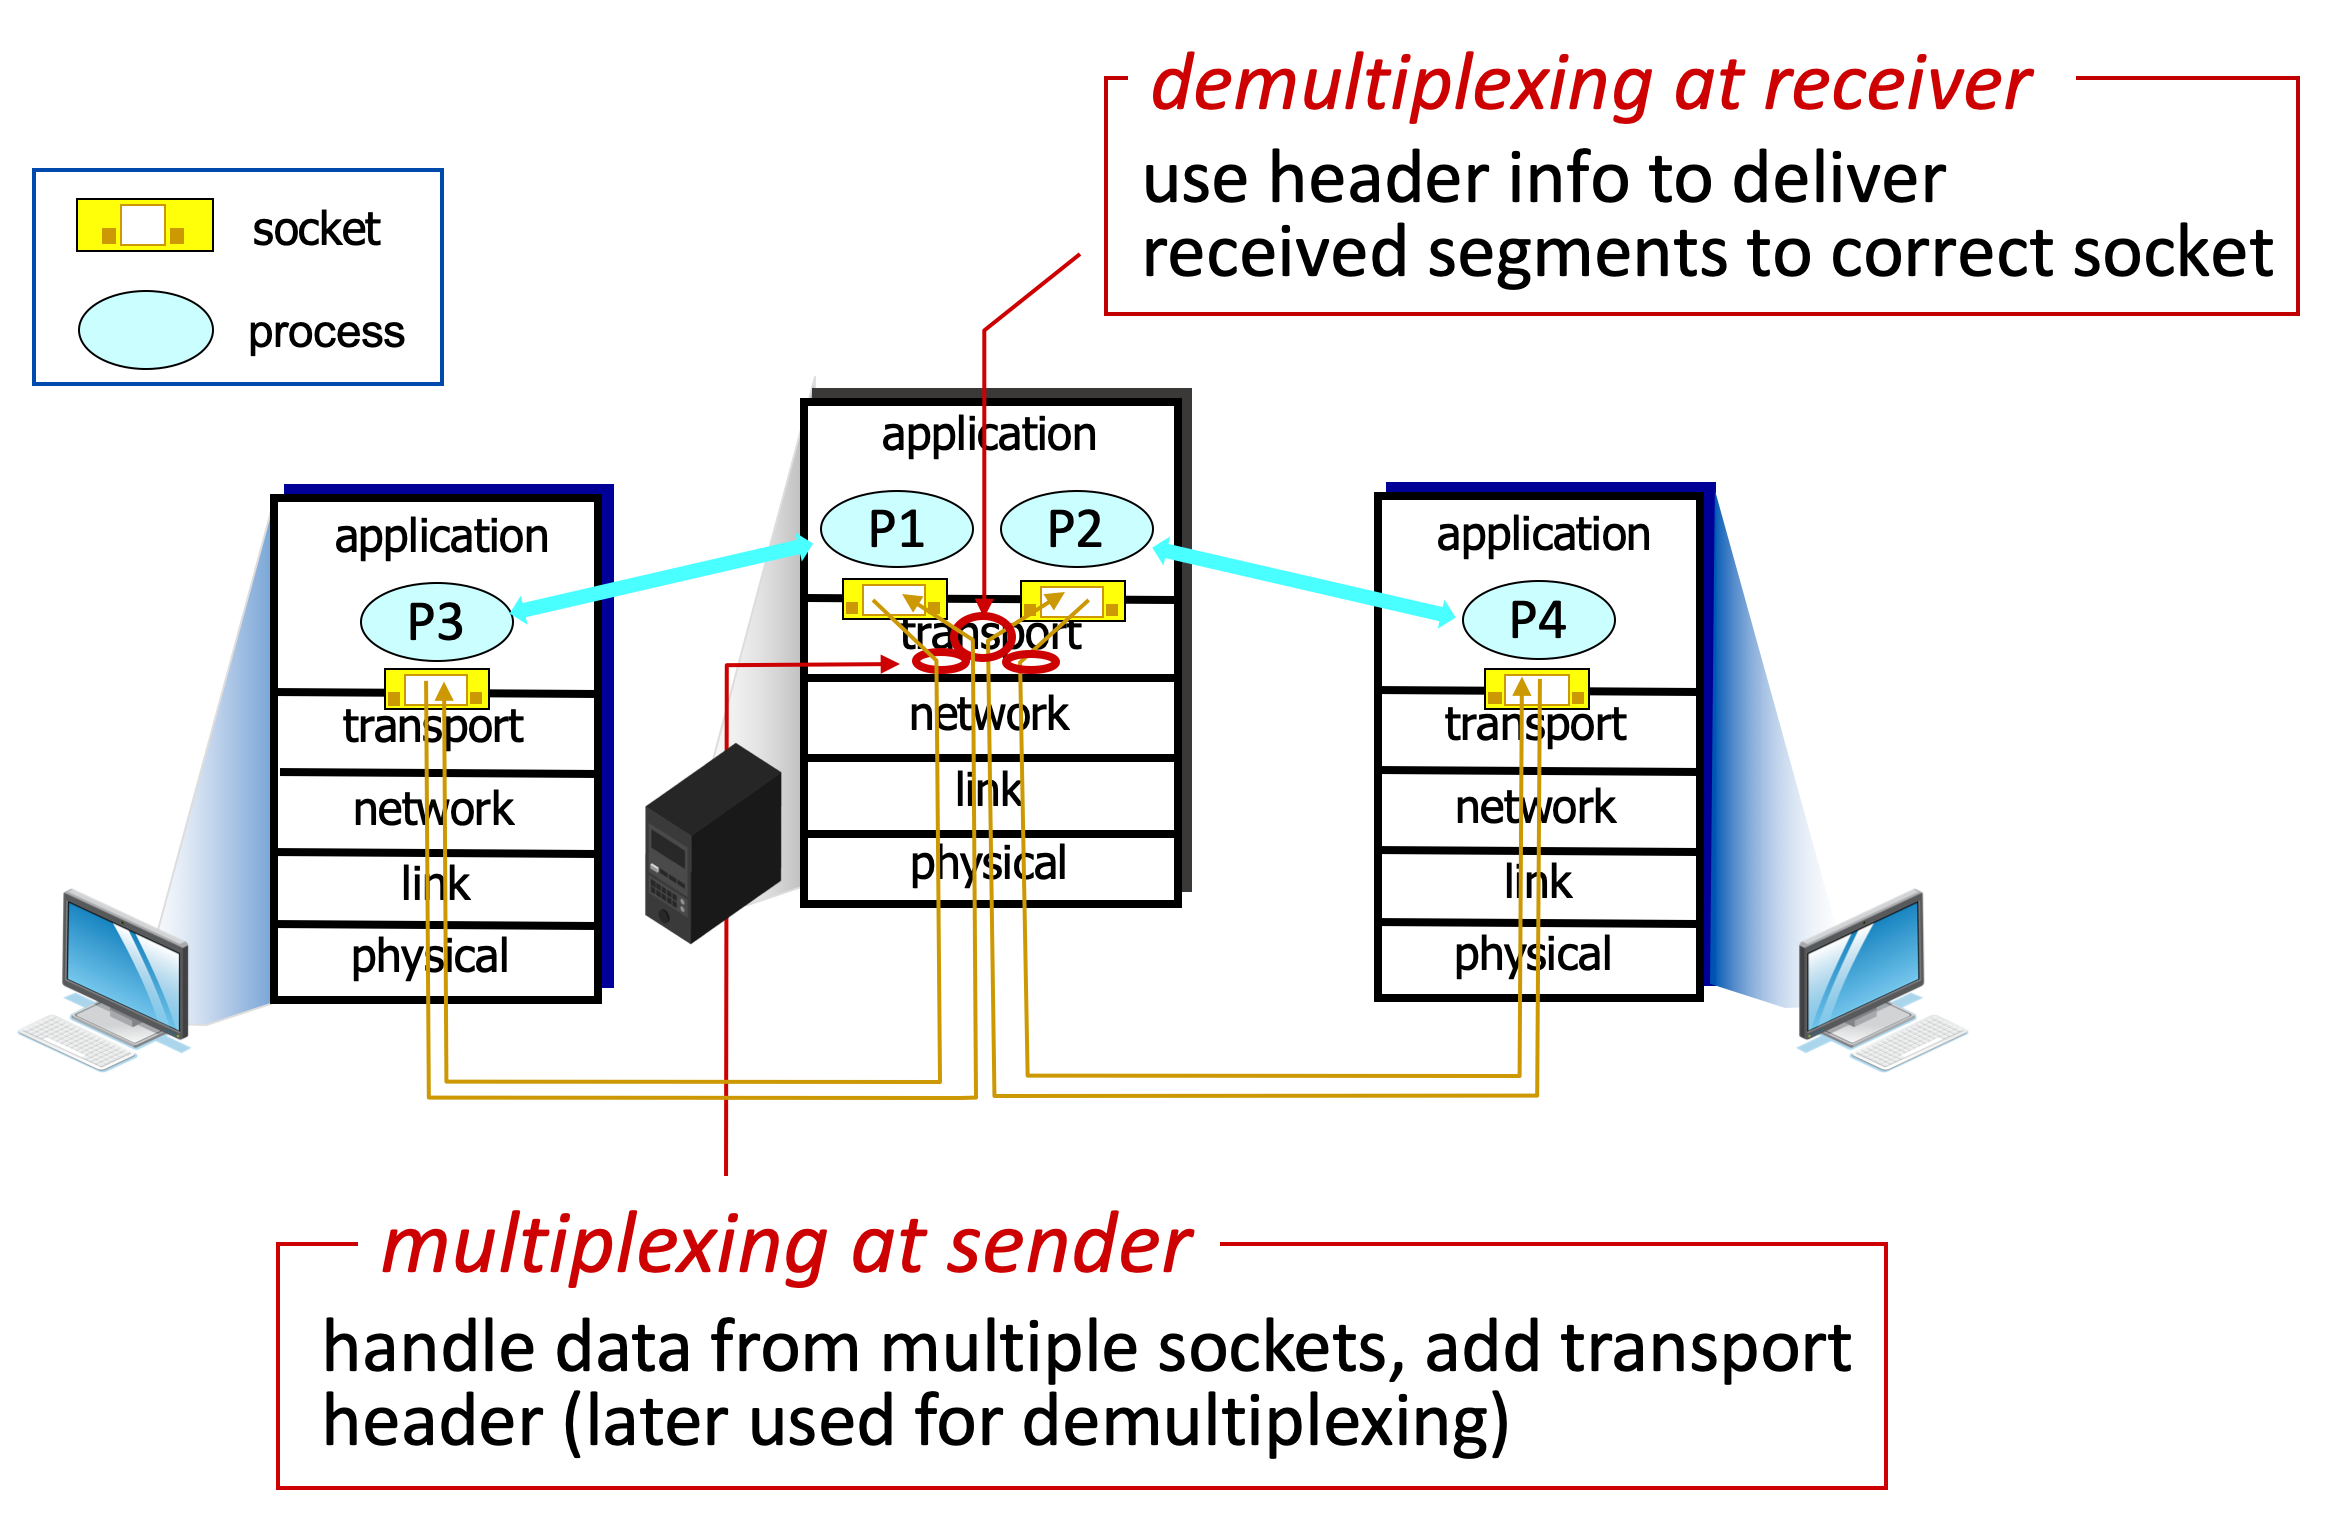 demultiplexing at receiver
use header info to deliver
received segments to correct socket
socket
process
application
P3
transport
network
link
physical
application
P1
P2
transport
network
link
physical
application
P4
transport
network
link
physical
multiplexing at sender
handle data from multiple sockets, add transport
header (later used for demultiplexing)